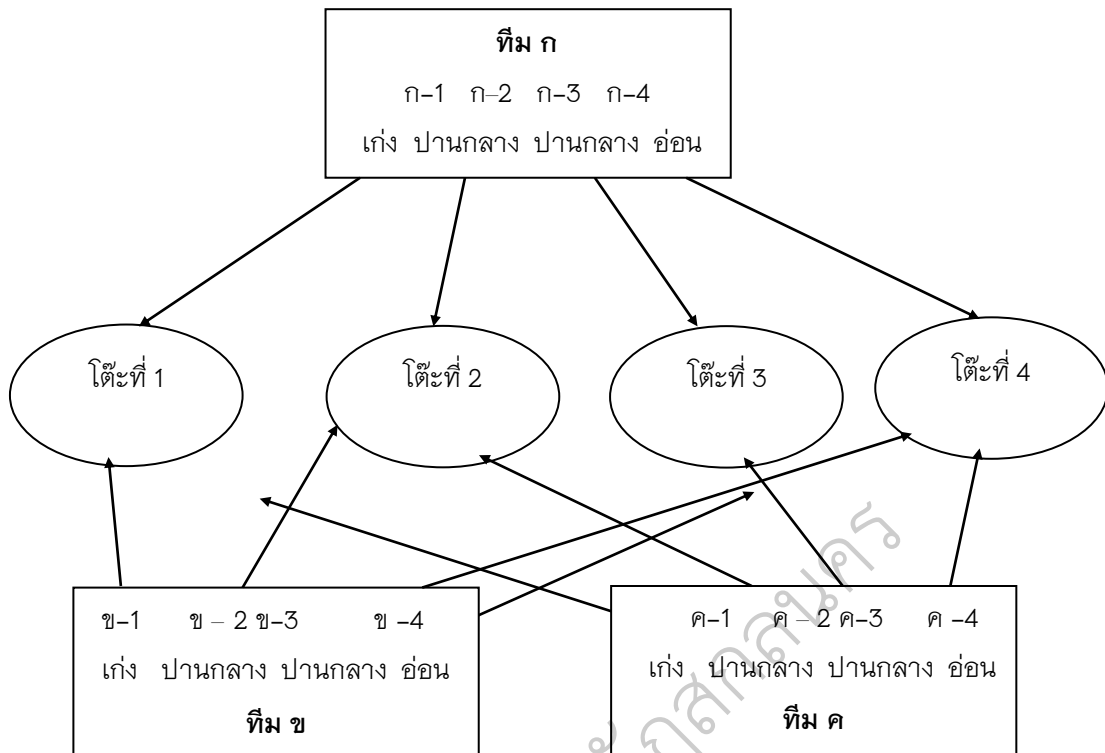 ทีม ก
ก-1 ก-2 ก-3 ก-4
เก่ง ปานกลาง ปานกลาง อ่อน
โต๊ะที่ 1
โต๊ะที่ 2
โต๊ะที่ 3
โต๊ะที่ 4
ข-1 ข – 2 ข-3 ข -4
เก่ง ปานกลาง ปานกลาง อ่อน
ทีม ข
ค-1 ค – 2 ค-3 ค -4
เก่ง ปานกลาง ปานกลาง อ่อน
ทีม ค